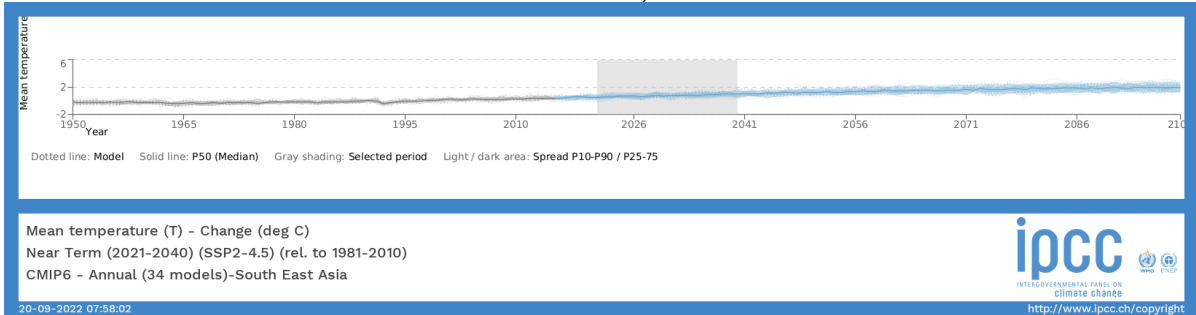 Mean temperature
6
2
-2
1950 1965 1980 1995 2010 2026 2041 2056 2071 2086 210
Year
Dotted line: Model Solid line: P50 (Median) Gray shading: Selected period Light / dark area: Spread P10-P90 / P25-75
Mean temperature (T) - Change (deg C)
Near Term (2021-2040) (SSP2-4.5) (rel. to 1981-2010)
CMIP6 - Annual (34 models)-South East Asia
ipcc
INTERGOVERNMENTAL PANEL ON
climate change
WMO UNEP
20-09-2022 07:58:02
http://www.ipcc.ch/copyright